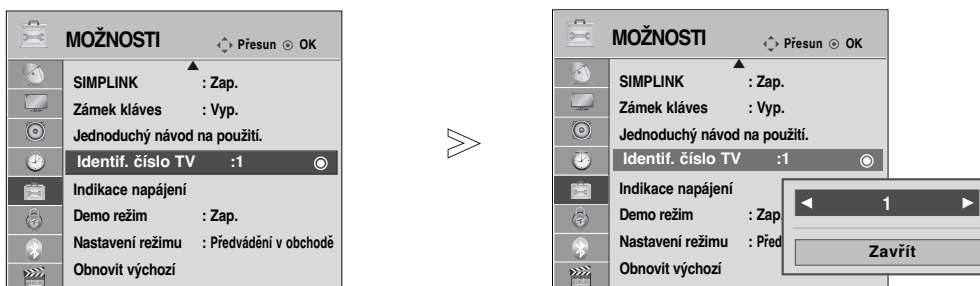 MOŽNOSTI Přesun OK
SIMPLINK : Zap.
Zámek kláves : Vyp.
Jednoduchý návod na použití.
Identif. číslo TV :1
Indikace napájení
Demo režim : Zap.
Nastavení režimu : Předvádění v obchodě
Obnovit výchozí
MOŽNOSTI Přesun OK
SIMPLINK : Zap.
Zámek kláves : Vyp.
Jednoduchý návod na použití.
Identif. číslo TV :1
Indikace napájení
Demo režim : Zap
Nastavení režimu : Před
Obnovit výchozí
1
Zavřít